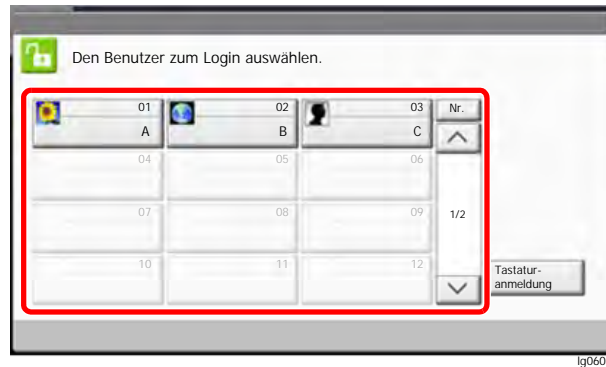 Den Benutzer zum Login auswählen.
01 02 03 Nr.
A B C
04 05 06
07 08 09 1/2
10 11 12
Tastatur-
anmeldung
lg060